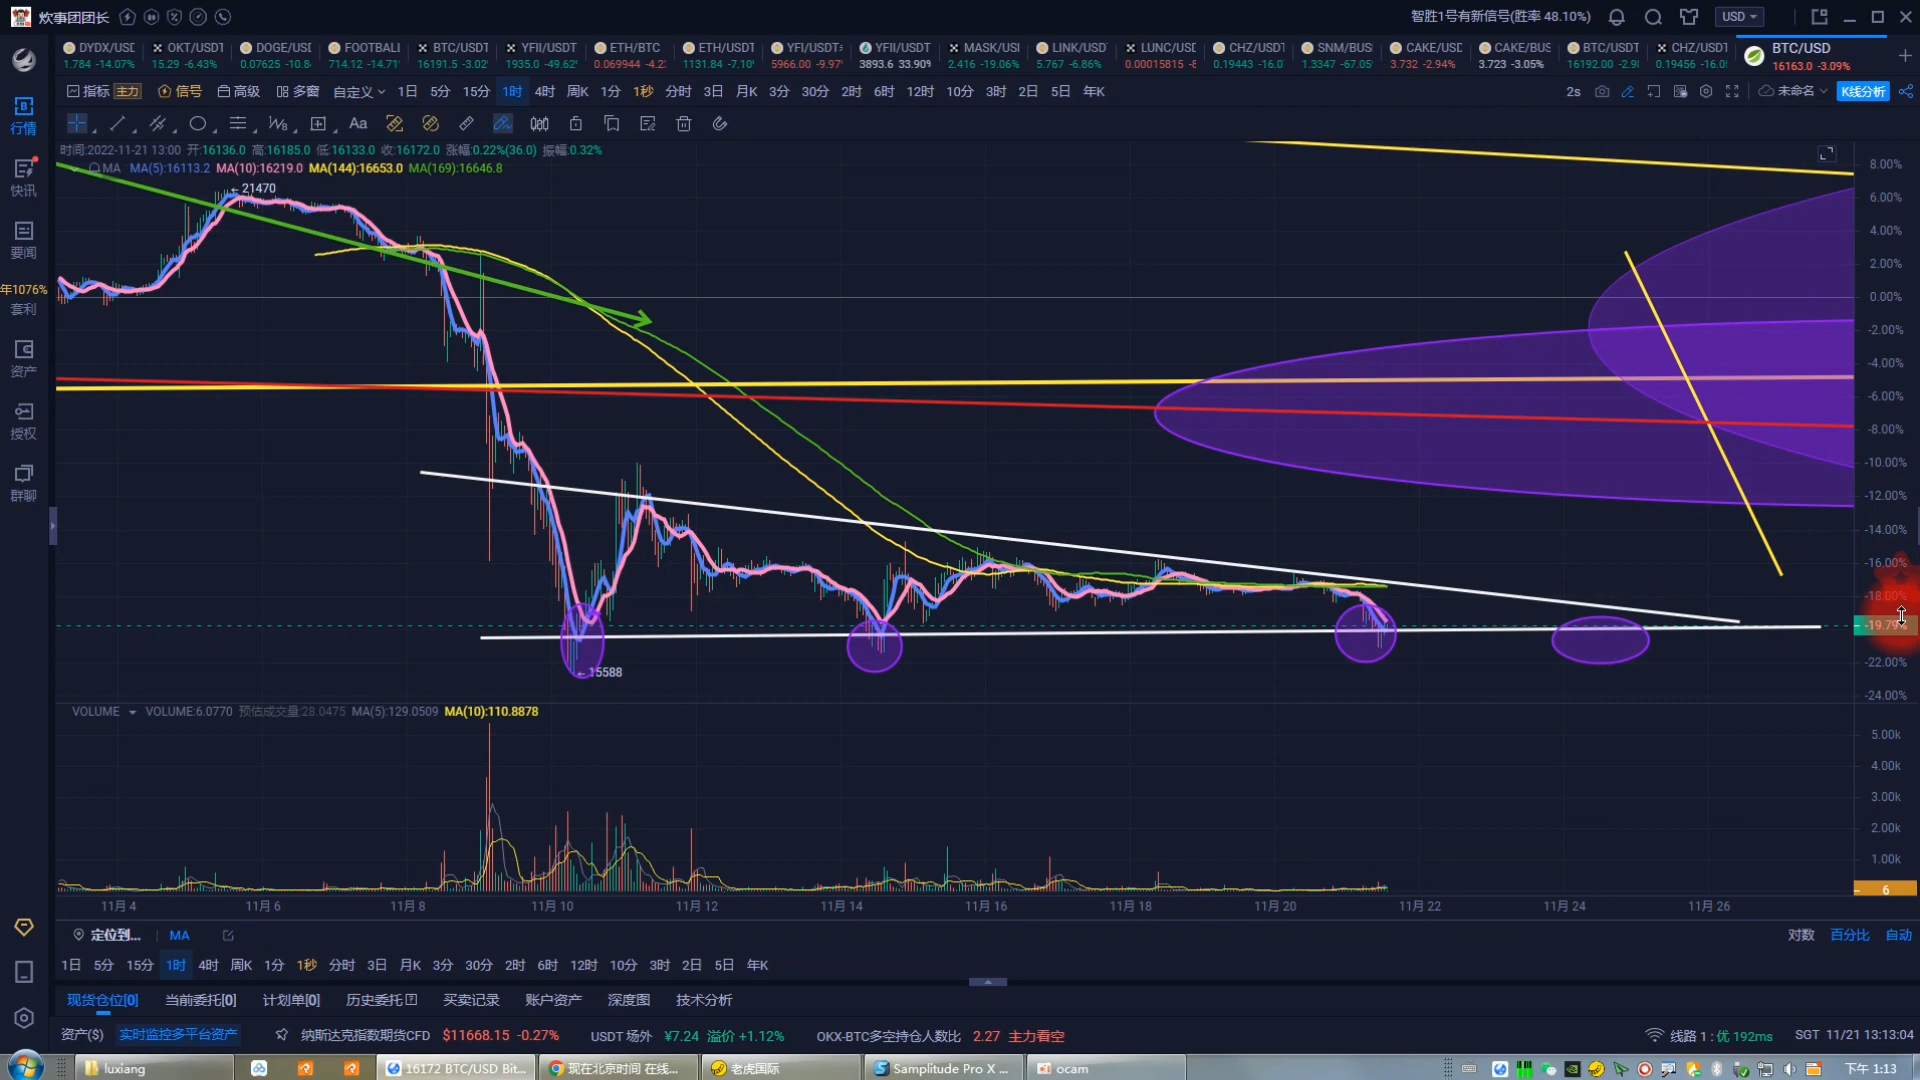 炊事团团长 智胜1号有新信号(胜率 48.10%) USD
DYDX/USD OKT/USDT DOGE/USD FOOTBALL BTC/USDT YFII/USDT ETH/BTC ETH/USDT YFI/USDT YFII/USDT MASK/USD LINK/USD LUNC/USD CHZ/USDT SNM/BUS CAKE/USD CAKE/BUS BTC/USDT CHZ/USDT BTC/USD
1.784 -14.07% 15.29 -6.43% 0.07625 -10.8 714.12 -14.71 16191.5 -3.02 1935.0 -49.62 0.069944 -4.2 1131.84 -7.10 5966.00 -9.97 3893.6 33.90% 2.416 -19.06% 5.767 -6.86% 0.00015815 -8 0.19443 -16.0 1.3347 -67.05 3.732 -2.94% 3.723 -3.05% 16192.00 -2.9 0.19456 -16.0 16163.0 -3.09%
指标 主力 信号 高级 多窗 自定义 1日 5分 15分 1时 4时 周K 1分 1秒 分时 3日 月K 3分 30分 2时 6时 12时 10分 3时 2日 5日 年K 2s 未命名 K线分析
Aa
行情
快讯
要闻
年1076%
套利
资产
授权
群聊
时间:2022-11-21 13:00 开:16136.0 高:16185.0 低:16133.0 收:16172.0 涨幅:0.22%(36.0) 振幅:0.32%
MA MA(5):16113.2 MA(10):16219.0 MA(144):16653.0 MA(169):16646.8
21470
15588
8.00%
6.00%
4.00%
2.00%
0.00%
-2.00%
-4.00%
-6.00%
-8.00%
-10.00%
-12.00%
-14.00%
-16.00%
-18.00%
-19.79%
-22.00%
-24.00%
VOLUME VOLUME:6.0770 预估成交量:28.0475 MA(5):129.0509 MA(10):110.8878
5.00k
4.00k
3.00k
2.00k
1.00k
6
11月 4 11月 6 11月 8 11月 10 11月 12 11月 14 11月 16 11月 18 11月 20 11月 22 11月 24 11月 26
定位到... MA 对数 百分比 自动
1日 5分 15分 1时 4时 周K 1分 1秒 分时 3日 月K 3分 30分 2时 6时 12时 10分 3时 2日 5日 年K
现货仓位[0] 当前委托[0] 计划单[0] 历史委托 买卖记录 账户资产 深度图 技术分析
资产($) 实时监控多平台资产 纳斯达克指数期货CFD $11668.15 -0.27% USDT 场外 ¥7.24 溢价 +1.12% OKX-BTC多空持仓人数比 2.27 主力看空 线路 1 : 优 192ms SGT 11/21 13:13:04
luxiang 16172 BTC/USD Bit... 现在北京时间 在线... 老虎国际 Samplitude Pro X ... ocam 下午 1:13